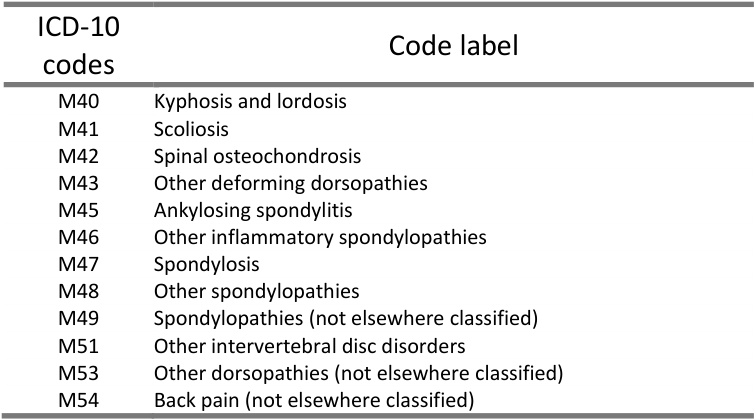 ICD-10 codes Code label
M40 Kyphosis and lordosis
M41 Scoliosis
M42 Spinal osteochondrosis
M43 Other deforming dorsopathies
M45 Ankylosing spondylitis
M46 Other inflammatory spondylopathies
M47 Spondylosis
M48 Other spondylopathies
M49 Spondylopathies (not elsewhere classified)
M51 Other intervertebral disc disorders
M53 Other dorsopathies (not elsewhere classified)
M54 Back pain (not elsewhere classified)